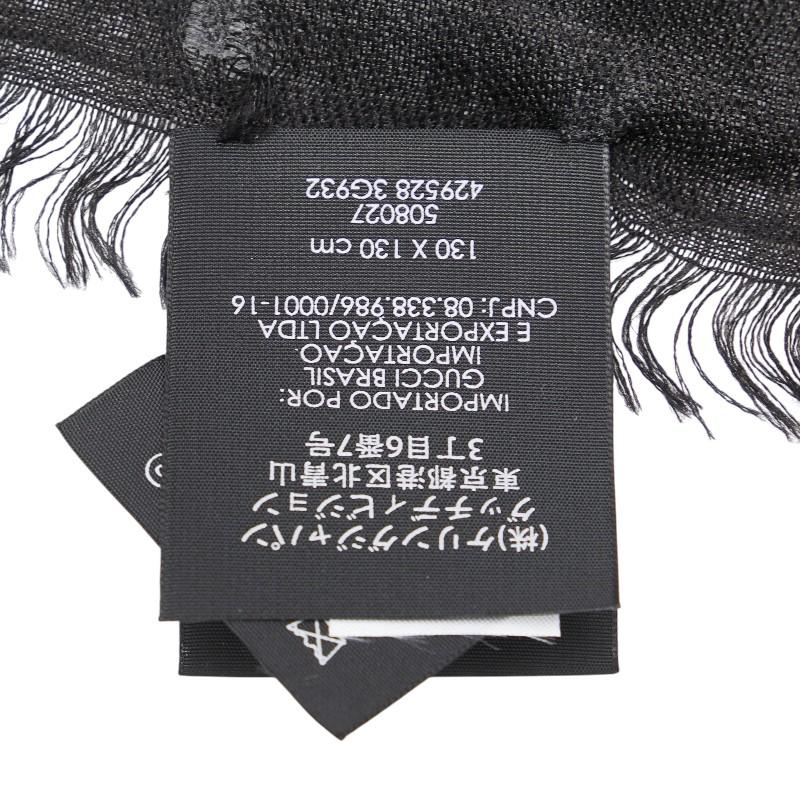 (株)ケリングジャパン
グッチディビジョン
東京都港区北青山
3丁目6番7号
IMPORTADO POR:
GUCCI BRASIL
IMPORTAÇÃO
E EXPORTAÇÃO LTDA
CNPJ: 08.338.986/0001-16
130 X 130 cm
508027
429528 3G932